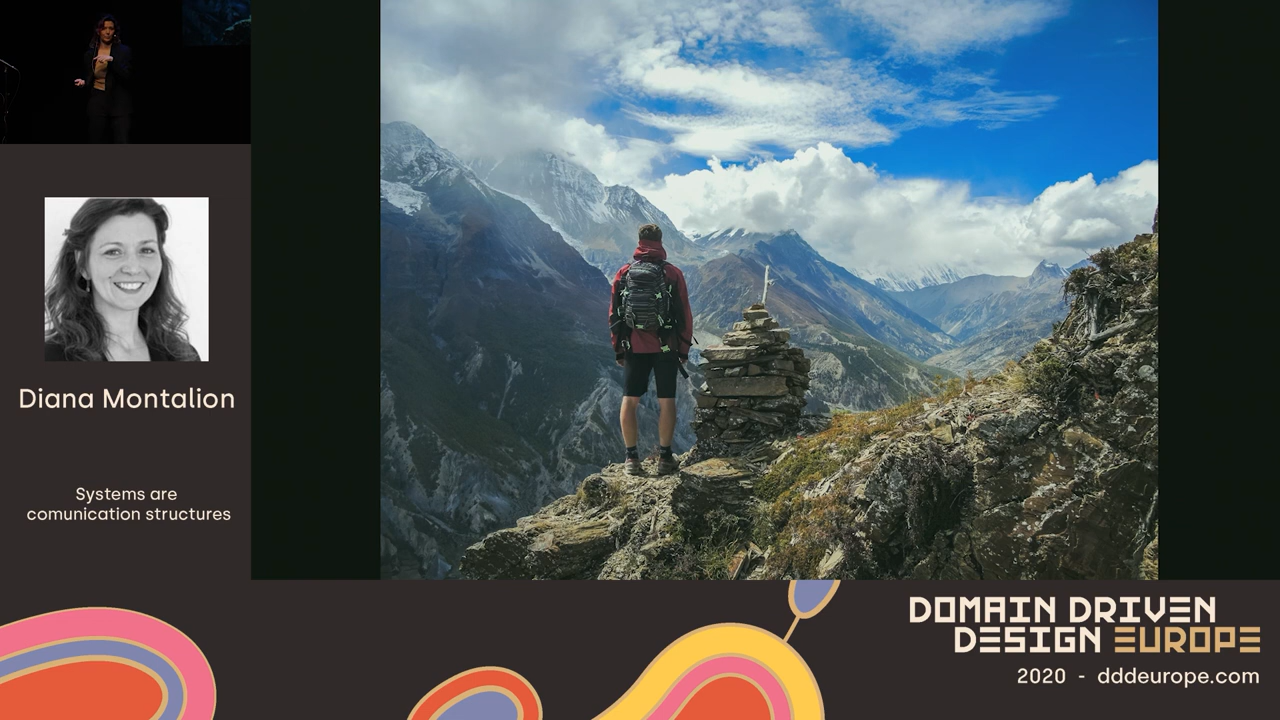 Diana Montalion
Systems are
comunication structures
DOMAIN DRIVEN
DESIGN EUROPE
2020 - dddeurope.com